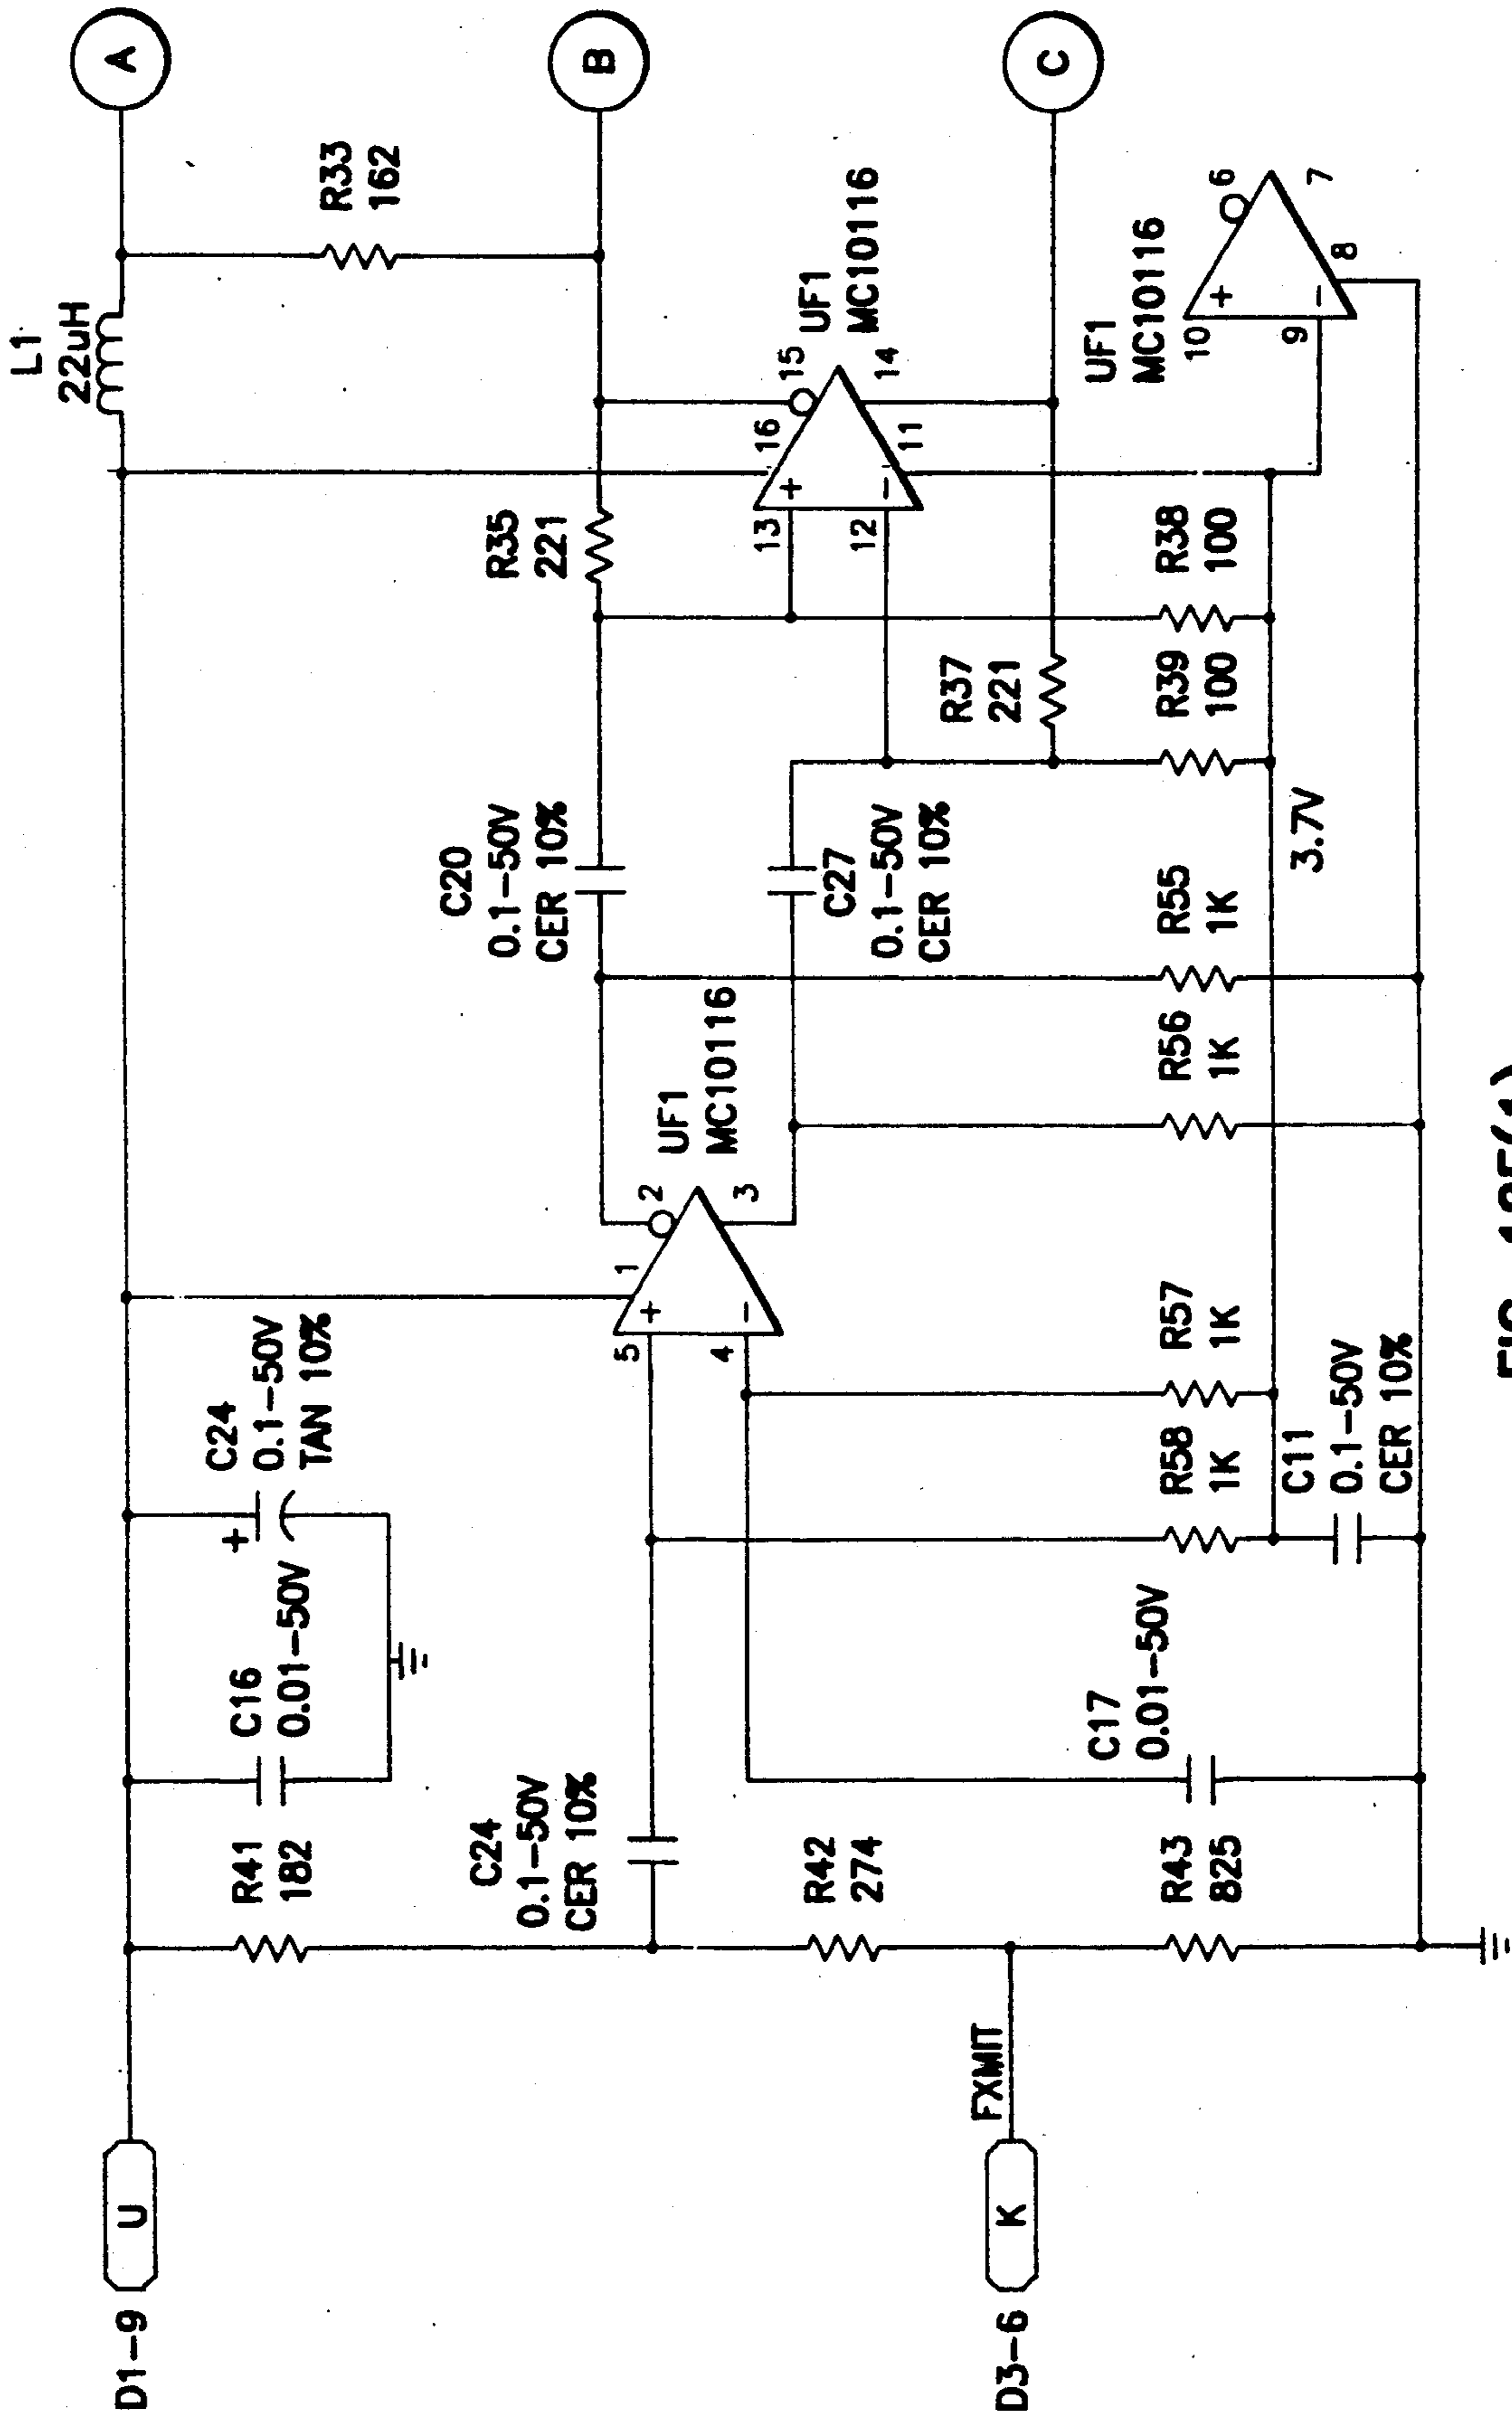 L1
22uH
A
R33
162
B
C
D1-9
U
R41
182
C16
0.01-50V
C24
0.1-50V
TAN 10%
+
C24
0.1-50V
CER 10%
5
4
+
-
1
2
3
UF1
MC10116
C20
0.1-50V
CER 10%
C27
0.1-50V
CER 10%
R35
221
13
12
+
-
16
15
14
11
UF1
MC10116
R37
221
UF1
MC10116
10
9
+
-
6
7
8
D3-6
K
FXMIT
R42
274
R43
825
C17
0.01-50V
R58
1K
R57
1K
C11
0.1-50V
CER 10%
R56
1K
R55
1K
3.7V
R39
100
R38
100